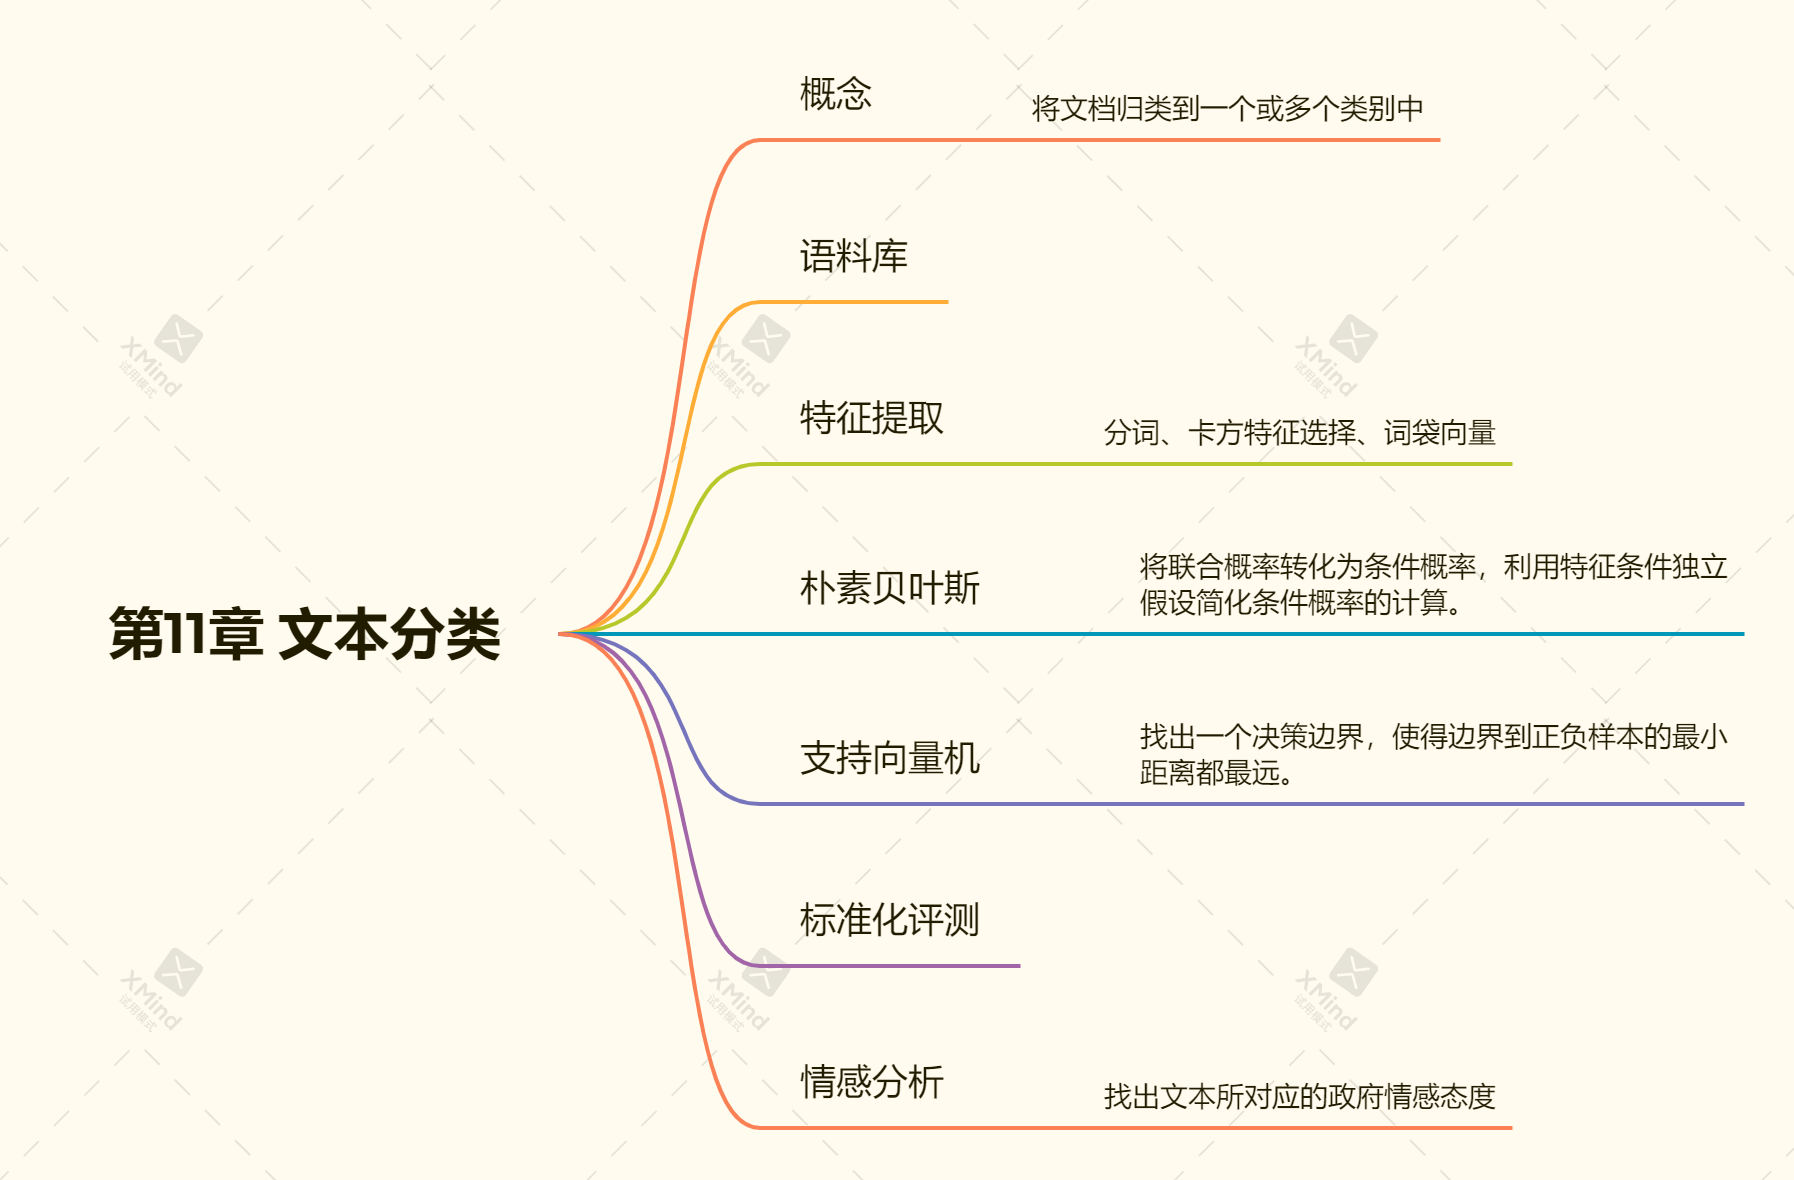 概念
将文档归类到一个或多个类别中
语料库
XMind
试用模式
XMind
试用模式
XMind
试用模式
特征提取
分词、卡方特征选择、词袋向量
朴素贝叶斯
将联合概率转化为条件概率，利用特征条件独立
假设简化条件概率的计算。
第11章 文本分类
支持向量机
找出一个决策边界，使得边界到正负样本的最小
距离都最远。
标准化评测
XMind
试用模式
XMind
试用模式
XMind
试用模式
情感分析
找出文本所对应的政府情感态度